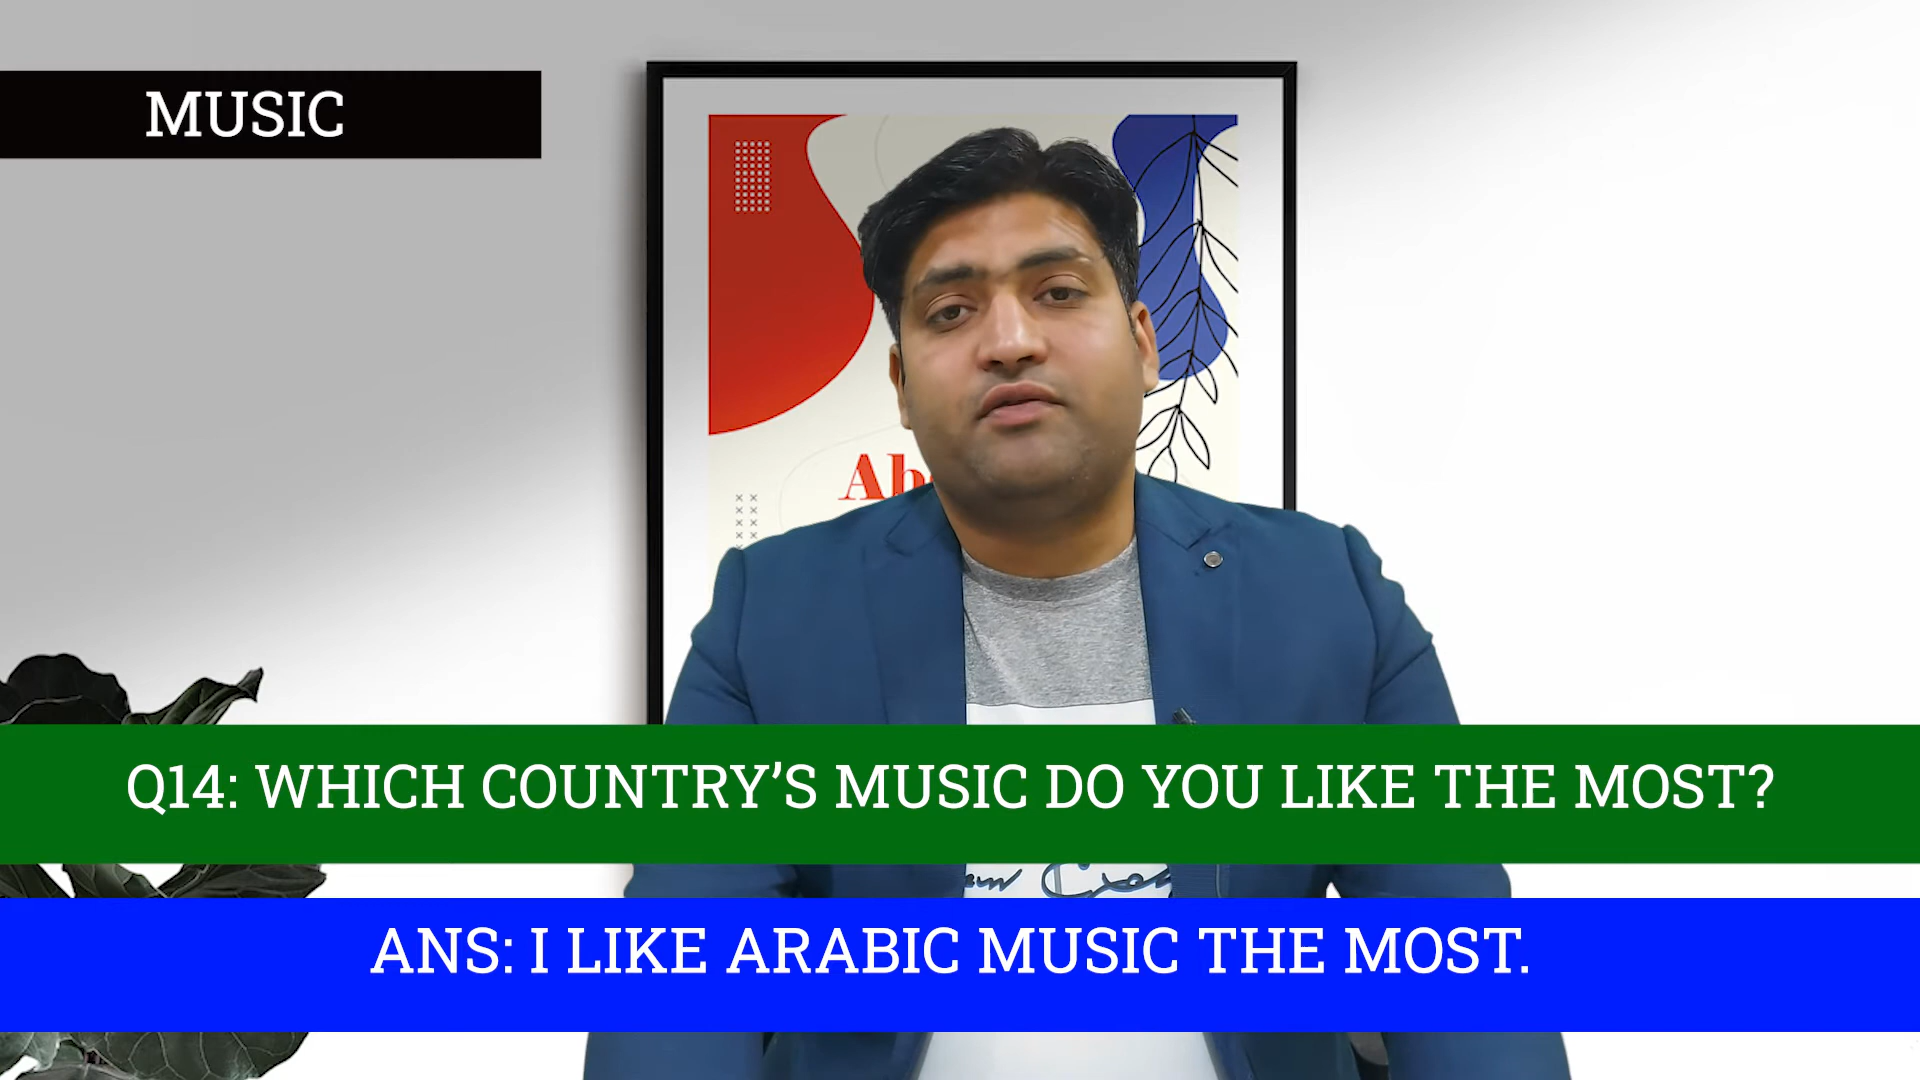 MUSIC
Q14: WHICH COUNTRY’S MUSIC DO YOU LIKE THE MOST?
ANS: I LIKE ARABIC MUSIC THE MOST.